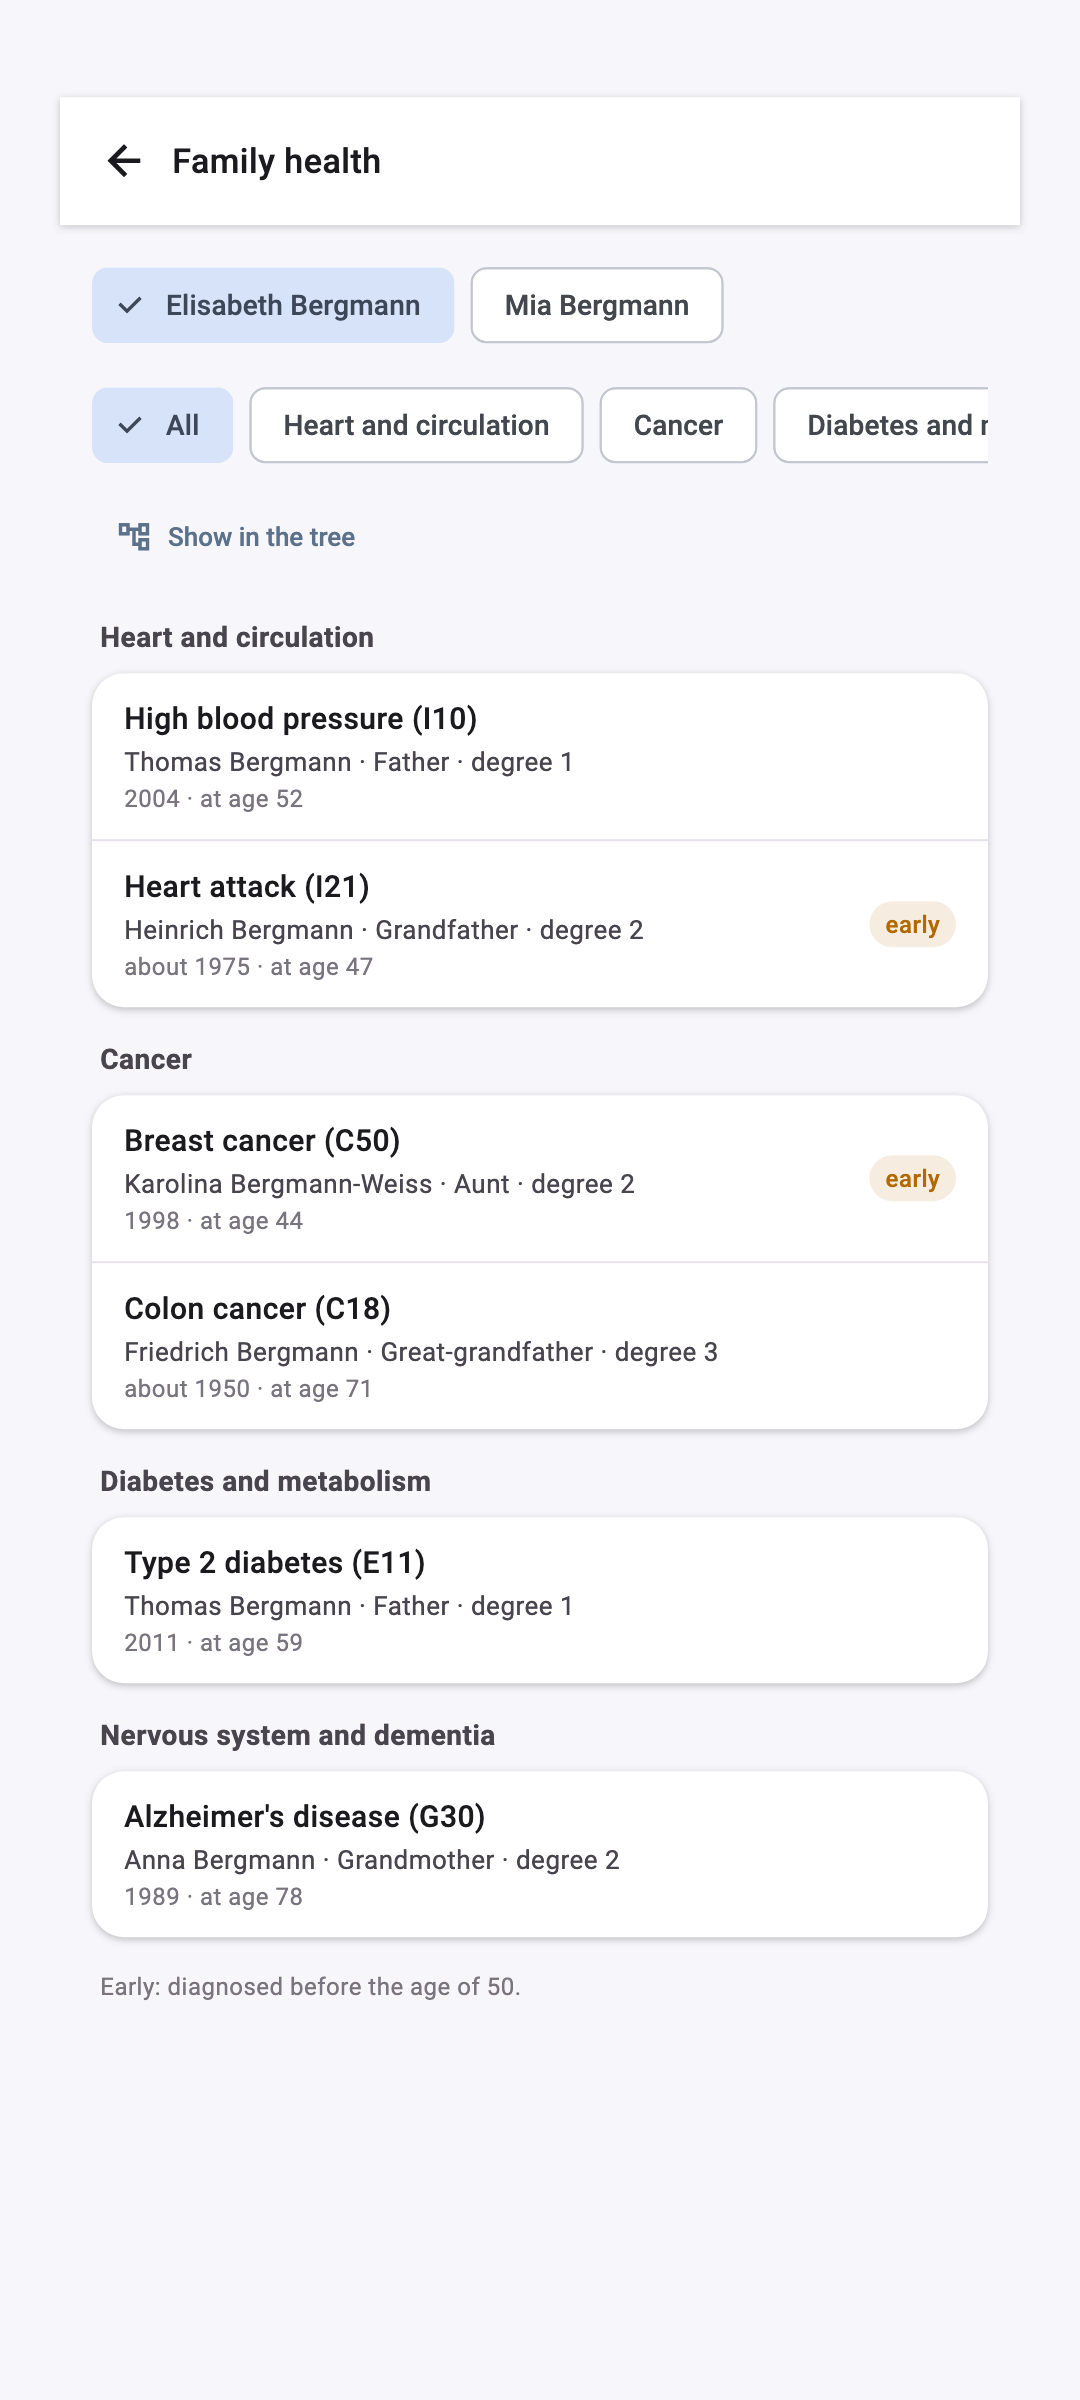 Family health
Elisabeth Bergmann
Mia Bergmann
All
Heart and circulation
Cancer
Diabetes and
Show in the tree
Heart and circulation
High blood pressure (I10)
Thomas Bergmann · Father · degree 1
2004 · at age 52
Heart attack (I21)
Heinrich Bergmann · Grandfather · degree 2
about 1975 · at age 47
early
Cancer
Breast cancer (C50)
Karolina Bergmann-Weiss · Aunt · degree 2
1998 · at age 44
early
Colon cancer (C18)
Friedrich Bergmann · Great-grandfather · degree 3
about 1950 · at age 71
Diabetes and metabolism
Type 2 diabetes (E11)
Thomas Bergmann · Father · degree 1
2011 · at age 59
Nervous system and dementia
Alzheimer's disease (G30)
Anna Bergmann · Grandmother · degree 2
1989 · at age 78
Early: diagnosed before the age of 50.